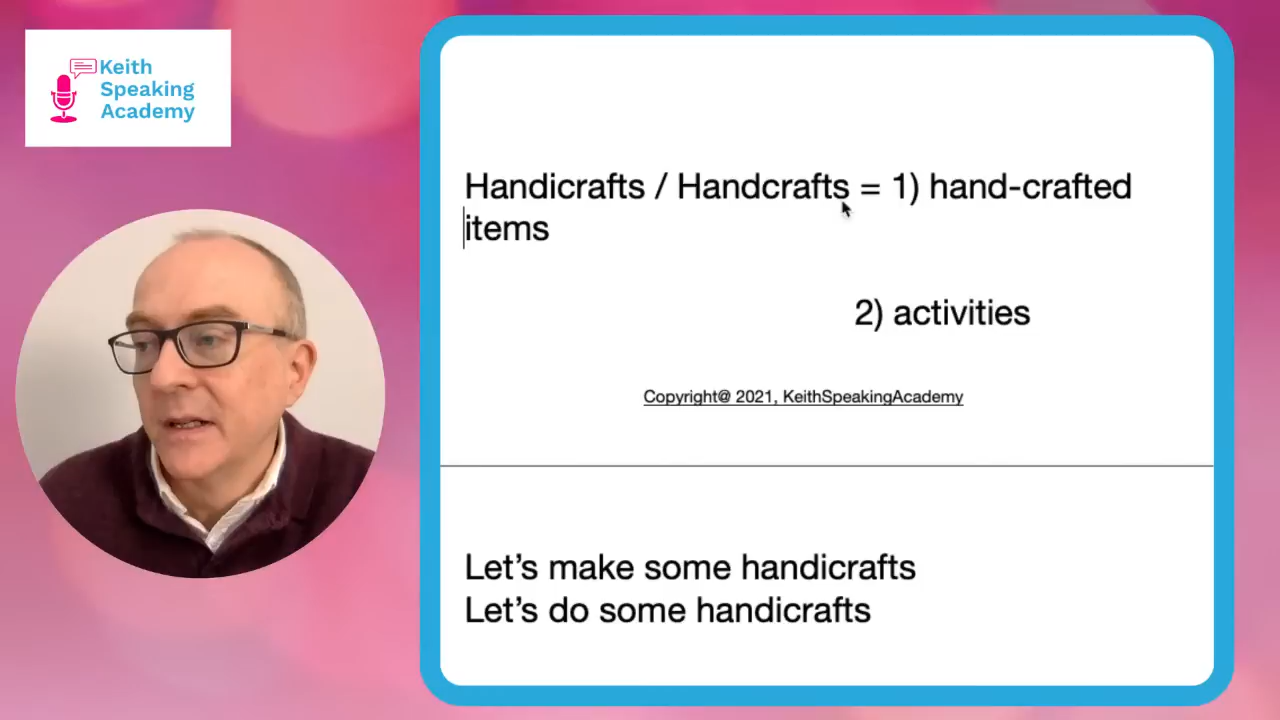 Keith
Speaking
Academy
Handicrafts / Handcrafts = 1) hand-crafted
items
2) activities
Copyright@ 2021, KeithSpeakingAcademy
Let’s make some handicrafts
Let’s do some handicrafts